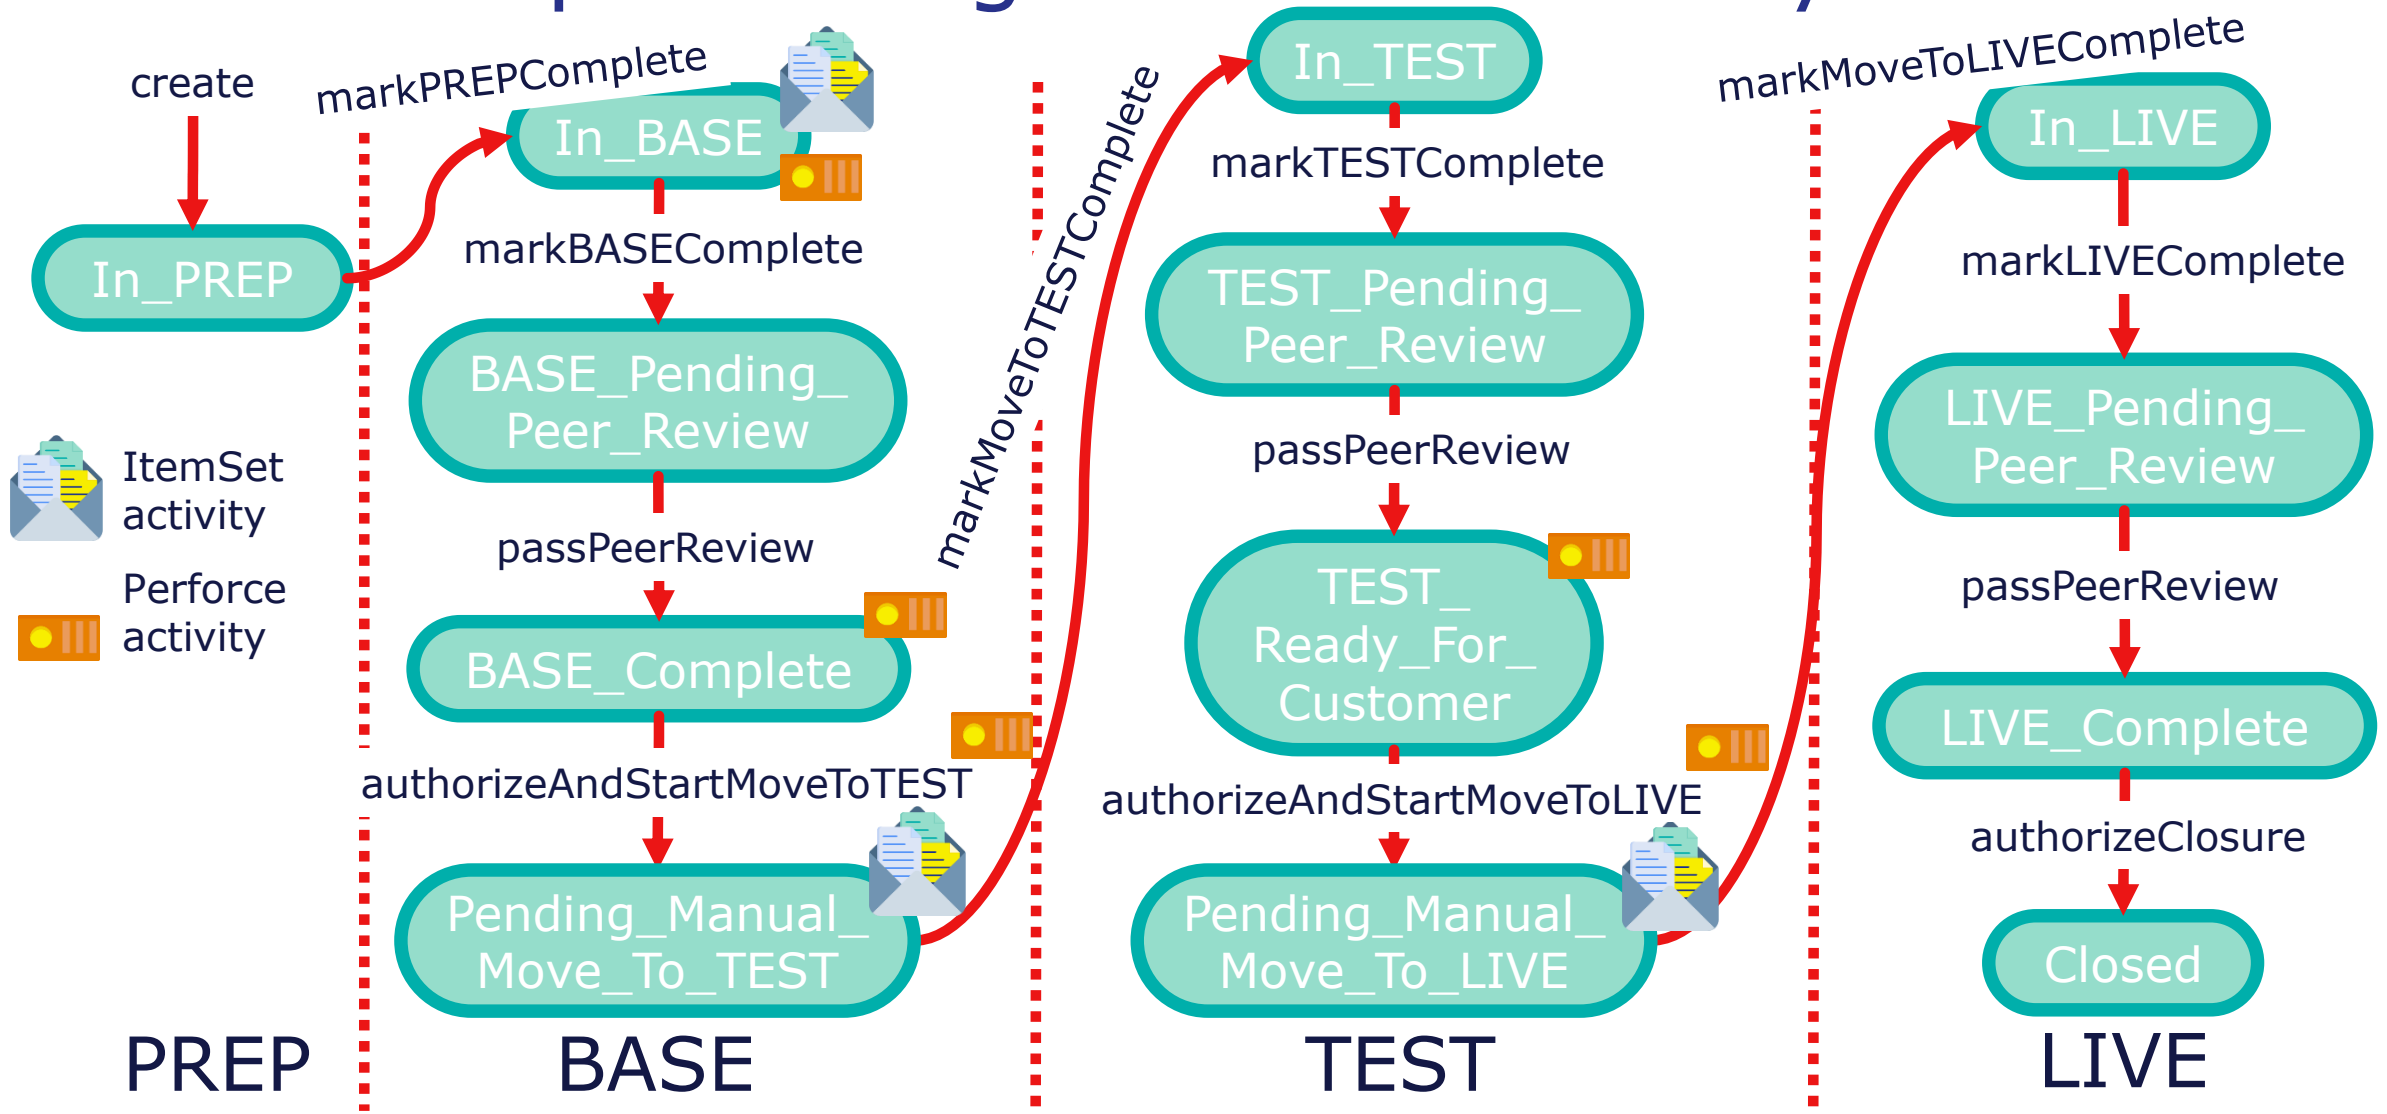 create
In_PREP
ItemSet
activity
Perforce
activity
PREP
markPREPComplete
In_BASE
markBASEComplete
BASE_Pending_
Peer_Review
passPeerReview
BASE_Complete
authorizeAndStartMoveToTEST
Pending_Manual_
Move_To_TEST
BASE
markMoveToTESTComplete
In_TEST
markTESTComplete
TEST_Pending_
Peer_Review
passPeerReview
TEST_
Ready_For_
Customer
authorizeAndStartMoveToLIVE
Pending_Manual_
Move_To_LIVE
TEST
markMoveToLIVEComplete
In_LIVE
markLIVEComplete
LIVE_Pending_
Peer_Review
passPeerReview
LIVE_Complete
authorizeClosure
Closed
LIVE